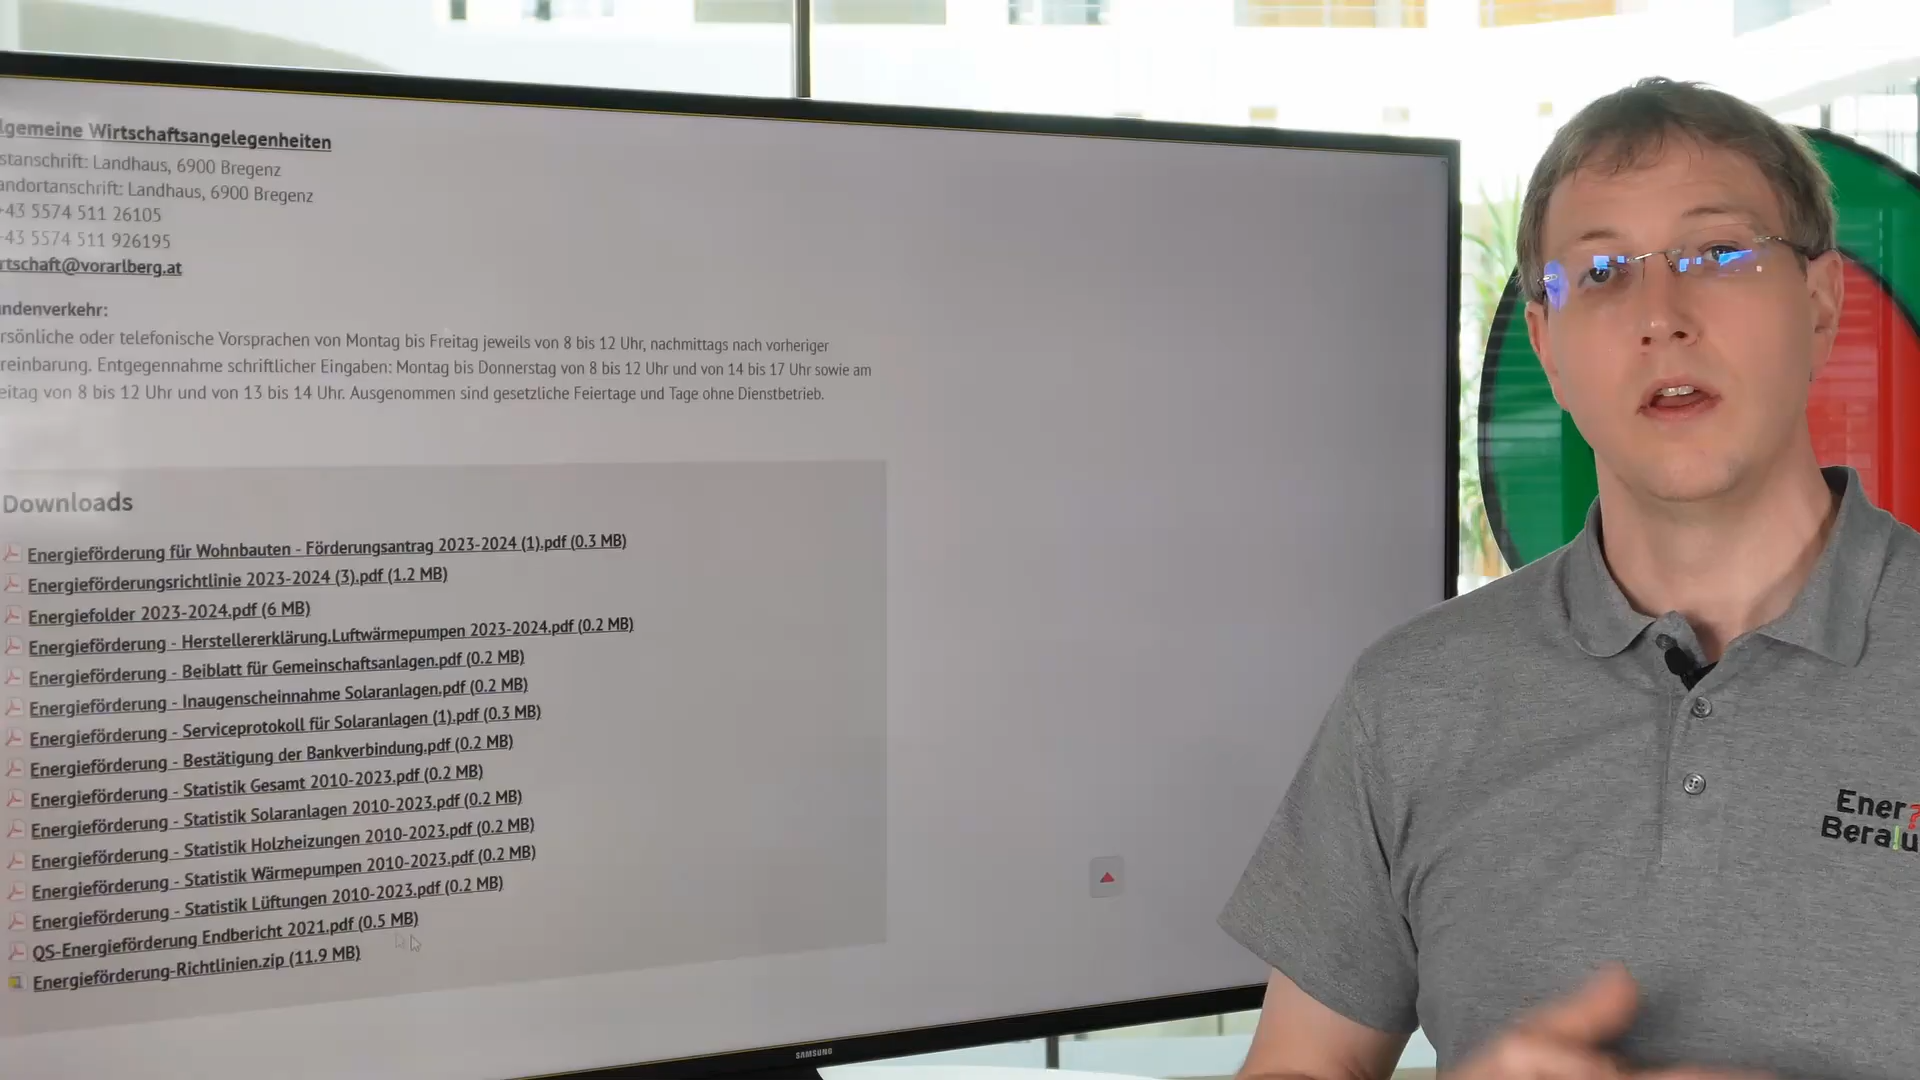 lgemeine Wirtschaftsangelegenheiten
stanschrift: Landhaus, 6900 Bregenz
andortanschrift: Landhaus, 6900 Bregenz
+43 5574 511 26105
+43 5574 511 926195
rtschaft@vorarlberg.at
ndenverkehr:
rsönliche oder telefonische Vorsprachen von Montag bis Freitag jeweils von 8 bis 12 Uhr, nachmittags nach vorheriger
reinbarung. Entgegennahme schriftlicher Eingaben: Montag bis Donnerstag von 8 bis 12 Uhr und von 14 bis 17 Uhr sowie am
eitag von 8 bis 12 Uhr und von 13 bis 14 Uhr. Ausgenommen sind gesetzliche Feiertage und Tage ohne Dienstbetrieb.
Downloads
Energieförderung für Wohnbauten - Förderungsantrag 2023-2024 (1).pdf (0.3 MB)
Energieförderungsrichtlinie 2023-2024 (3).pdf (1.2 MB)
Energiefolder 2023-2024.pdf (6 MB)
Energieförderung - Herstellererklärung.Luftwärmepumpen 2023-2024.pdf (0.2 MB)
Energieförderung - Beiblatt für Gemeinschaftsanlagen.pdf (0.2 MB)
Energieförderung - Inaugenscheinnahme Solaranlagen.pdf (0.2 MB)
Energieförderung - Serviceprotokoll für Solaranlagen (1).pdf (0.3 MB)
Energieförderung - Bestätigung der Bankverbindung.pdf (0.2 MB)
Energieförderung - Statistik Gesamt 2010-2023.pdf (0.2 MB)
Energieförderung - Statistik Solaranlagen 2010-2023.pdf (0.2 MB)
Energieförderung - Statistik Holzheizungen 2010-2023.pdf (0.2 MB)
Energieförderung - Statistik Wärmepumpen 2010-2023.pdf (0.2 MB)
Energieförderung - Statistik Lüftungen 2010-2023.pdf (0.2 MB)
QS-Energieförderung Endbericht 2021.pdf (0.5 MB)
Energieförderung-Richtlinien.zip (11.9 MB)
SAMSUNG
Ener?
Bera!u